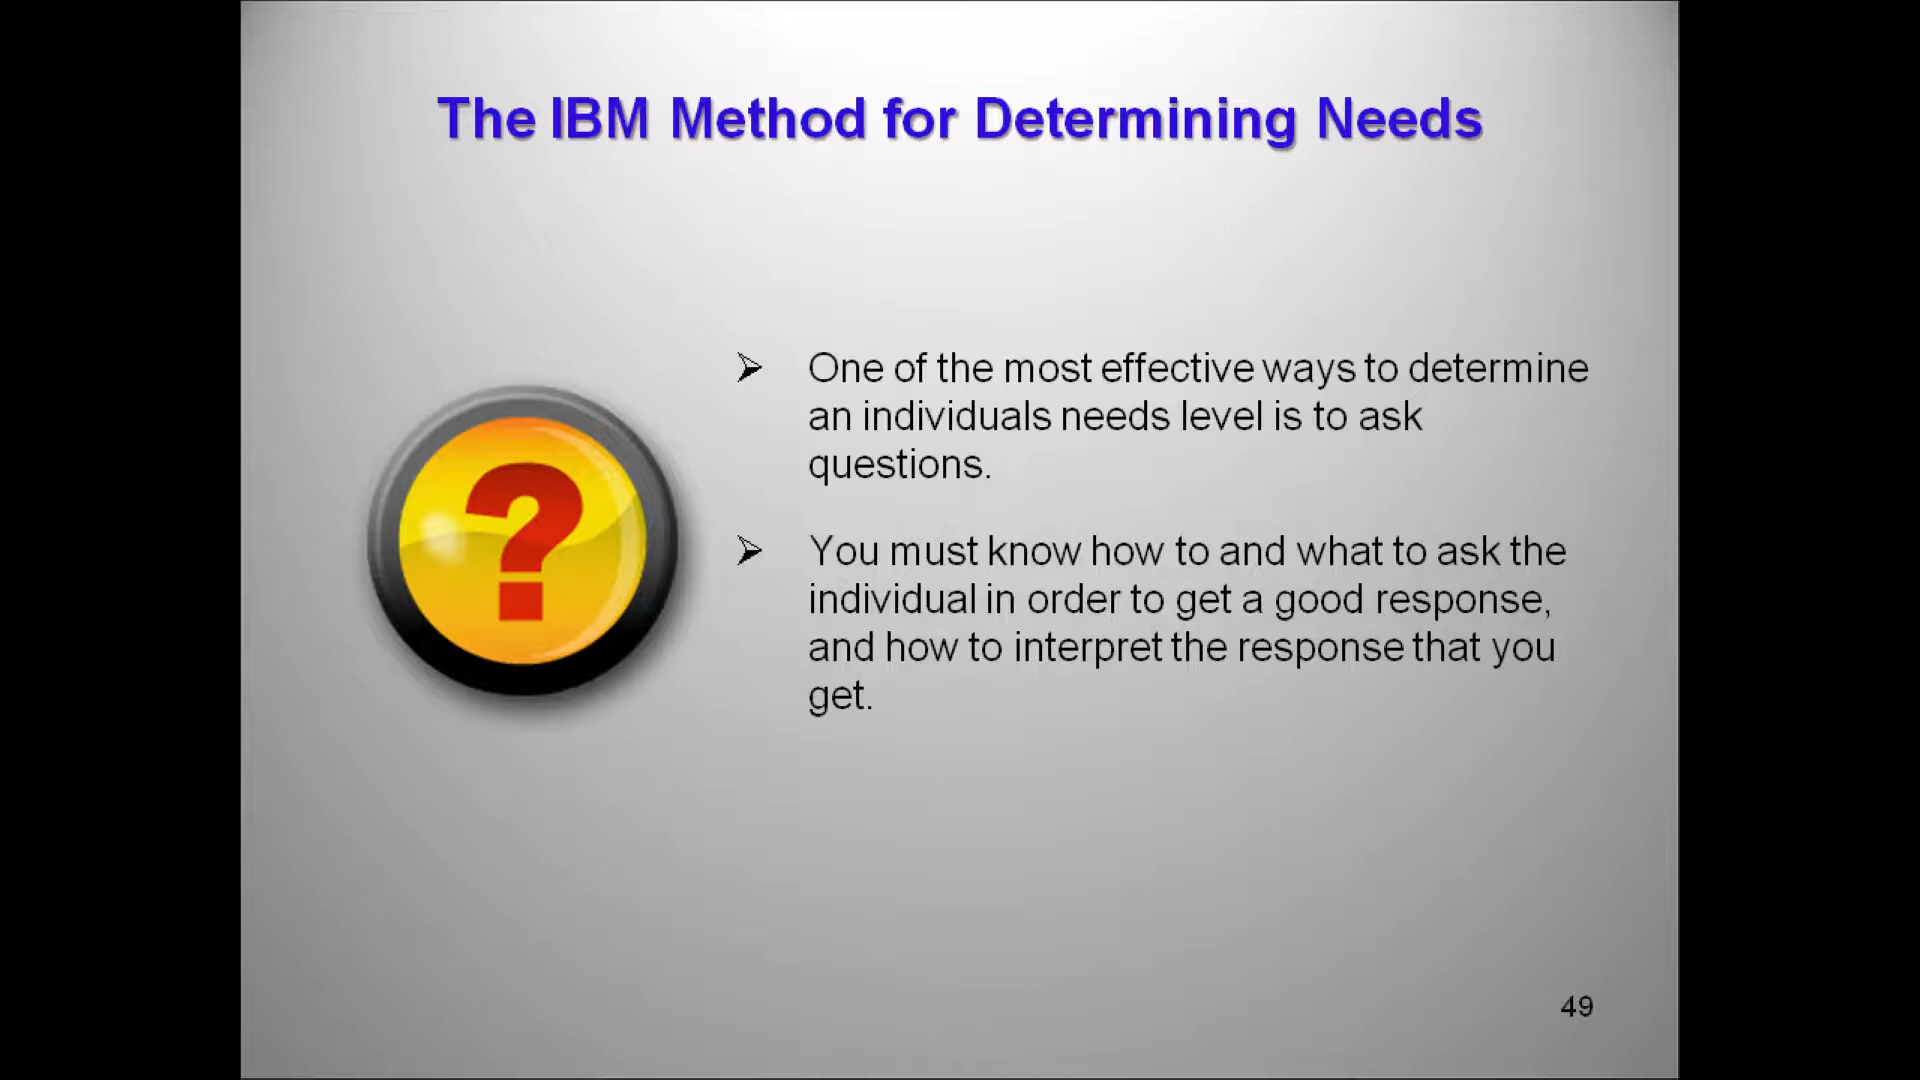 The IBM Method for Determining Needs
One of the most effective ways to determine
an individuals needs level is to ask
questions.
You must know how to and what to ask the
individual in order to get a good response,
and how to interpret the response that you
get.
?
49